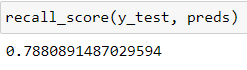 recall_score(y_test, preds)
0.7880891487029594